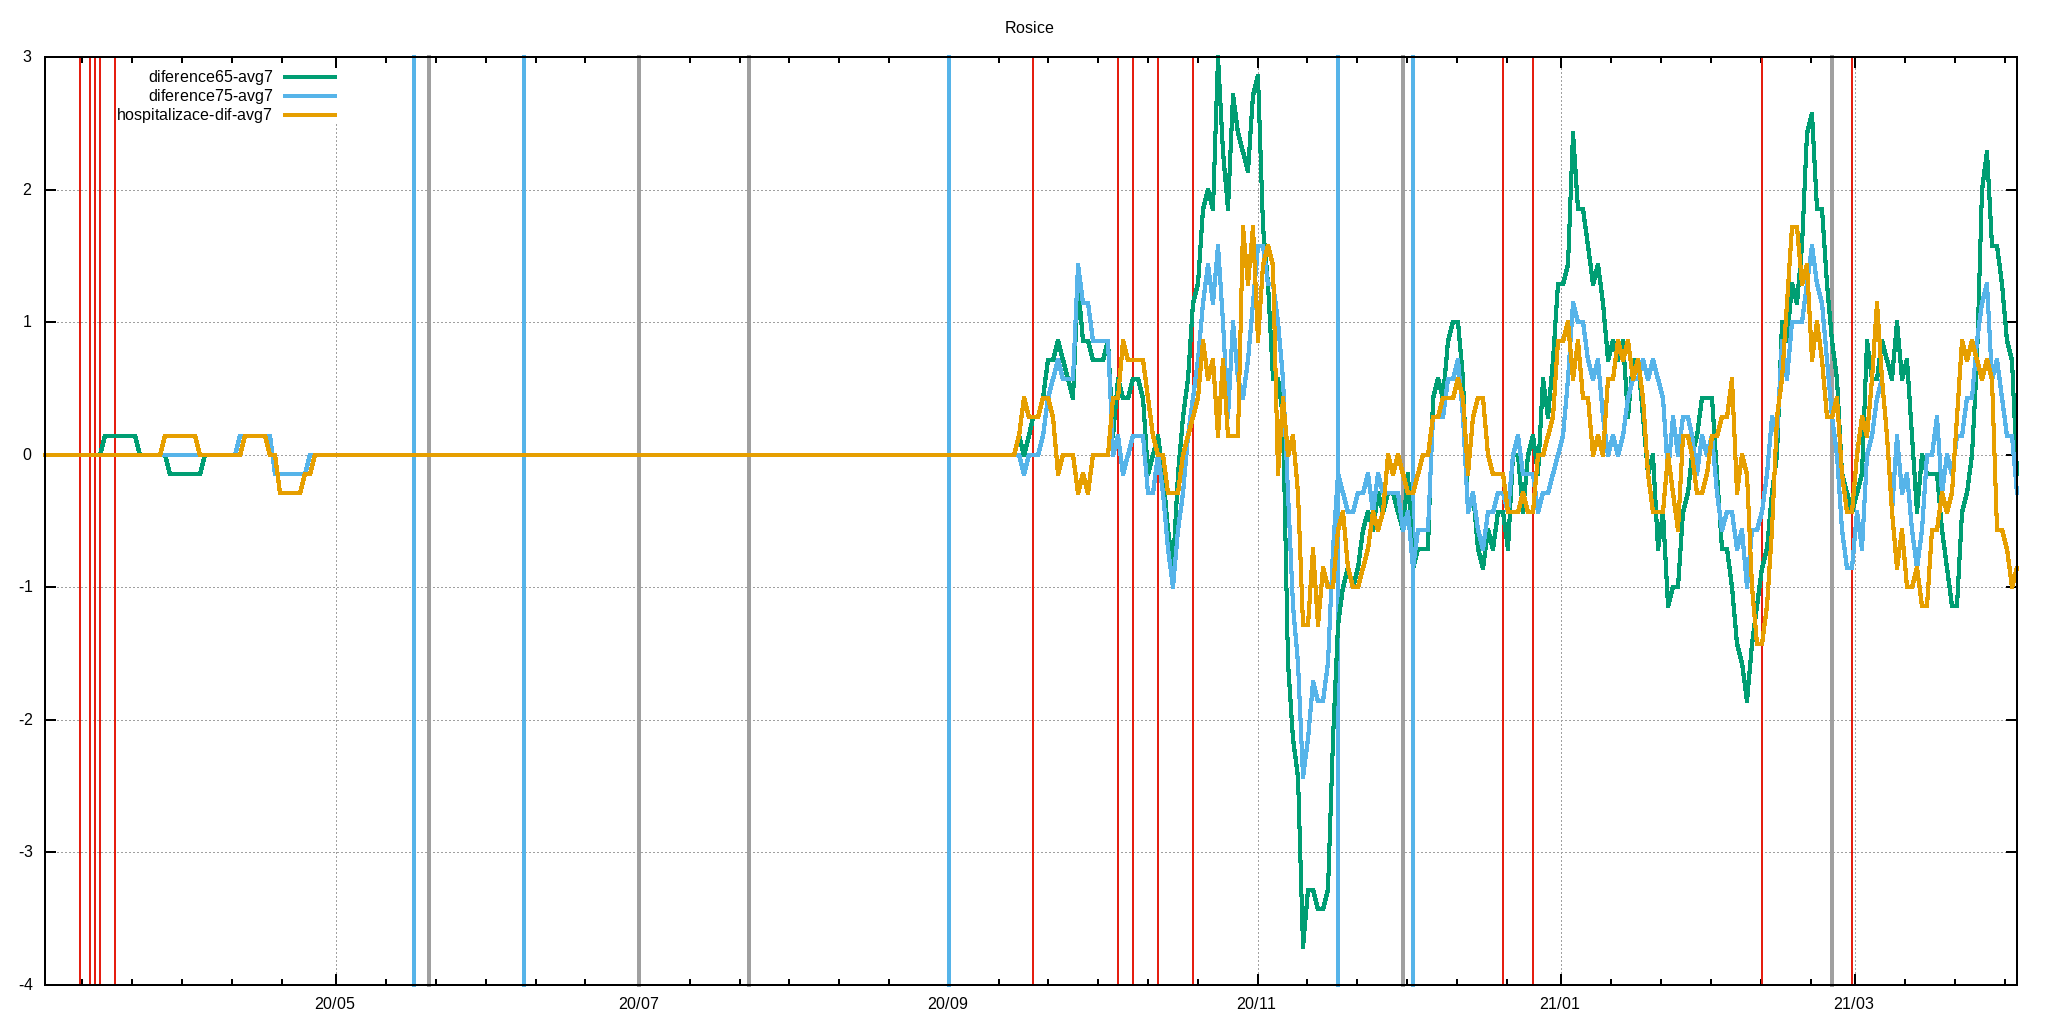 Rosice
3
diference65-avg7
diference75-avg7
hospitalizace-dif-avg7
2
1
0
-1
-2
-3
-4
20/05 20/07 20/09 20/11 21/01 21/03